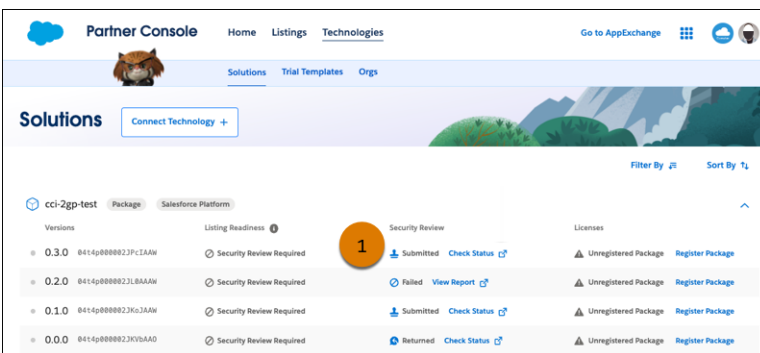 Partner Console Home Listings Technologies Go to AppExchange
Solutions Trial Templates Orgs
Solutions Connect Technology +
Filter By Sort By
cci-2gp-test Package Salesforce Platform
Versions Listing Readiness Security Review Licenses
1
0.3.0 04t4p000002JPcIAAW Security Review Required Submitted Check Status Unregistered Package Register Package
0.2.0 04t4p000002JL0AAAW Security Review Required Failed View Report Unregistered Package Register Package
0.1.0 04t4p000002JKoJAAW Security Review Required Submitted Check Status Unregistered Package Register Package
0.0.0 04t4p000002JKVbAAO Security Review Required Returned Check Status Unregistered Package Register Package